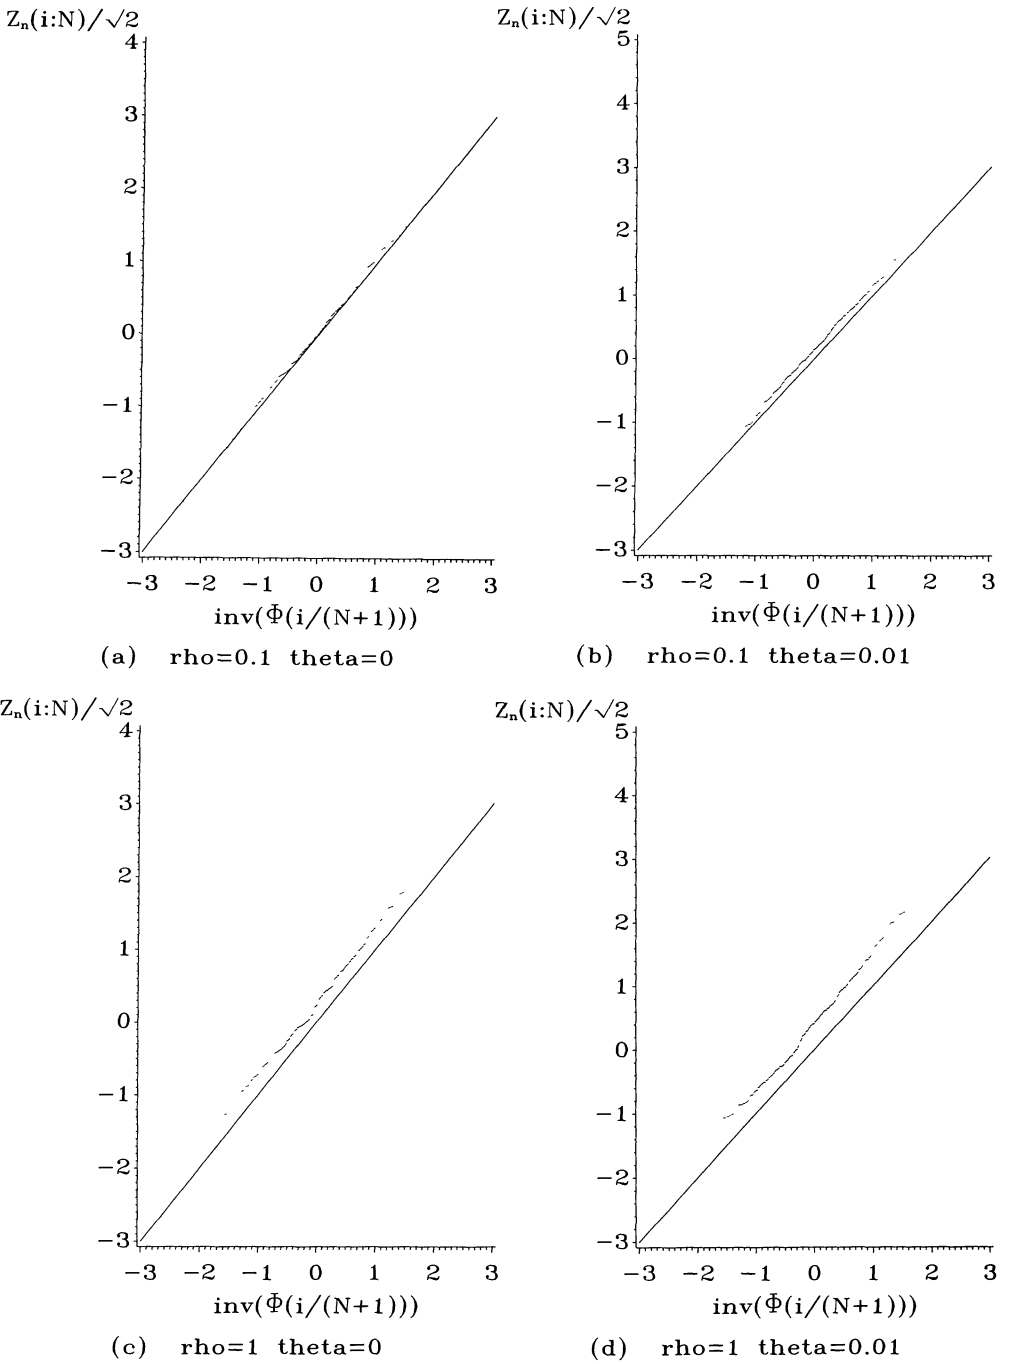 Zₙ(i:N)/√2
4
3
2
1
0
−1
−2
−3
−3 −2 −1 0 1 2 3
inv(Φ(i/(N+1)))
(a) rho=0.1 theta=0
Zₙ(i:N)/√2
5
4
3
2
1
0
−1
−2
−3
−3 −2 −1 0 1 2 3
inv(Φ(i/(N+1)))
(b) rho=0.1 theta=0.01
Zₙ(i:N)/√2
4
3
2
1
0
−1
−2
−3
−3 −2 −1 0 1 2 3
inv(Φ(i/(N+1)))
(c) rho=1 theta=0
Zₙ(i:N)/√2
5
4
3
2
1
0
−1
−2
−3
−3 −2 −1 0 1 2 3
inv(Φ(i/(N+1)))
(d) rho=1 theta=0.01